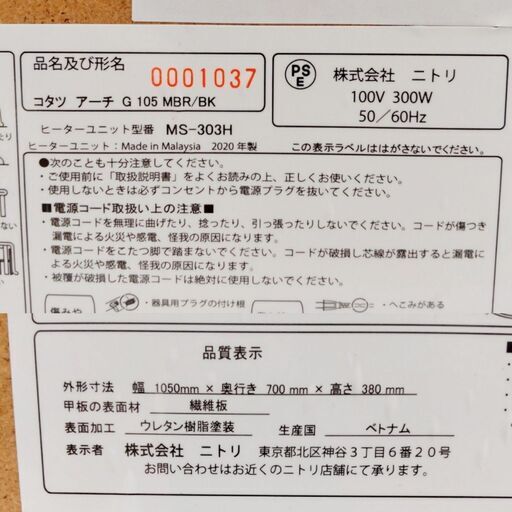 品名及び形名
0001037
コタツ アーチ G 105 MBR/BK
PSE
株式会社 ニトリ
100V 300W
50／60Hz
ヒーターユニット型番 MS-303H
ヒーターユニット：Made in Malaysia 2020 年製
この表示ラベルははがさないでください。
●次のことも十分注意してください。
・ご使用前に「取扱説明書」をよくお読みの上、正しくお使いください。
・使用しないときは必ずコンセントから電源プラグを抜いてください。
■電源コード取扱い上の注意■
・電源コードを無理に曲げたり、捻ったり、引っ張ったりしないでください。コードが傷つき
漏電による火災や感電、怪我の原因になります。
・電源コードをこたつ脚で踏まないでください。コードが破損し芯線が露出すると漏電に
よる火災や感電、怪我の原因になります。
・被覆が破損した電源コードは絶対に使用しないでください。
傷みや
・器具用プラグの付け根
・へこみがある
品質表示
外形寸法 幅 1050mm × 奥行き 700 mm × 高さ 380 mm
甲板の表面材 繊維板
表面加工 ウレタン樹脂塗装 生産国 ベトナム
表示者 株式会社 ニトリ 東京都北区神谷３丁目６番２０号
お問い合わせはお近くのニトリ店舗にて承ります。